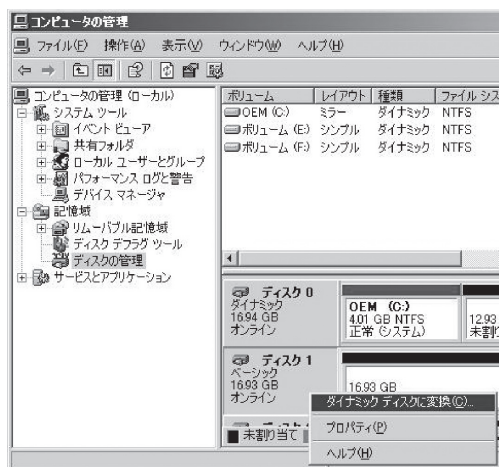 コンピュータの管理
ファイル(F) 操作(A) 表示(V) ウィンドウ(W) ヘルプ(H)
コンピュータの管理 (ローカル)
システム ツール
イベント ビューア
共有フォルダ
ローカル ユーザーとグループ
パフォーマンス ログと警告
デバイス マネージャ
記憶域
リムーバブル記憶域
ディスク デフラグ ツール
ディスクの管理
サービスとアプリケーション
ボリューム レイアウト 種類 ファイル シス
OEM (C:) ミラー ダイナミック NTFS
ボリューム (E:) シンプル ダイナミック NTFS
ボリューム (F:) シンプル ダイナミック NTFS
ディスク 0
ダイナミック
16.94 GB
オンライン
OEM (C:)
4.01 GB NTFS
正常 (システム)
12.93
未割り
ディスク 1
ベーシック
16.93 GB
オンライン
16.93 GB
ダイナミック ディスクに変換(C)...
プロパティ(P)
ヘルプ(H)
未割り当て